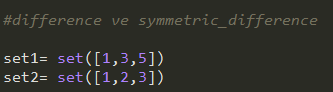 #difference ve symmetric_difference
set1= set([1,3,5])
set2= set([1,2,3])